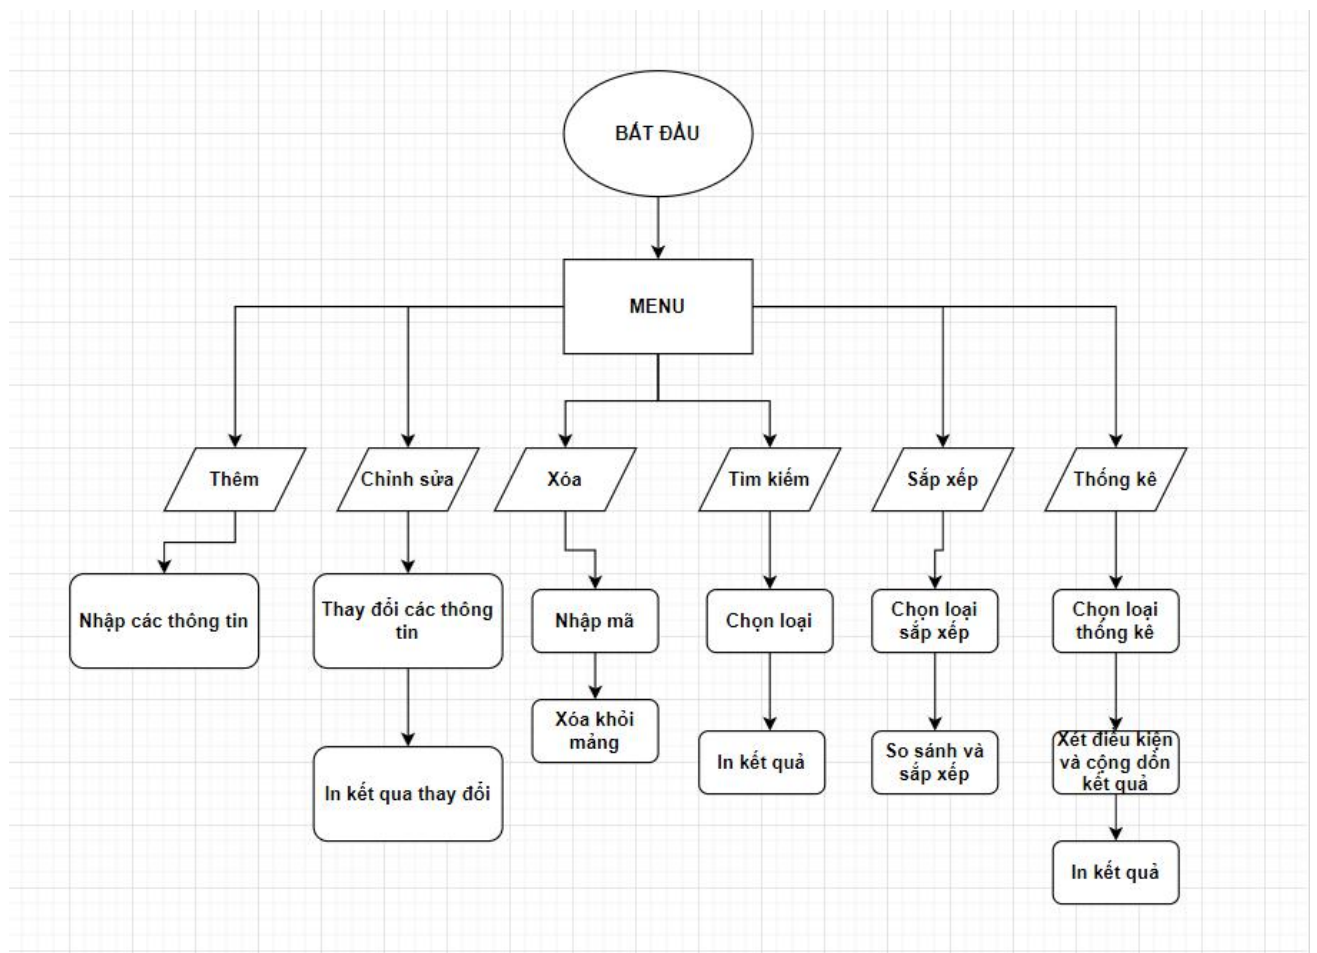 BẮT ĐẦU
MENU
Thêm
Chỉnh sửa
Xóa
Tìm kiếm
Sắp xếp
Thống kê
Nhập các thông tin
Thay đổi các thông
tin
Nhập mã
Chọn loại
Chọn loại
sắp xếp
Chọn loại
thống kê
Xóa khỏi
mảng
In kết quả
So sánh và
sắp xếp
Xét điều kiện
và cộng dồn
kết quả
In kết qua thay đổi
In kết quả